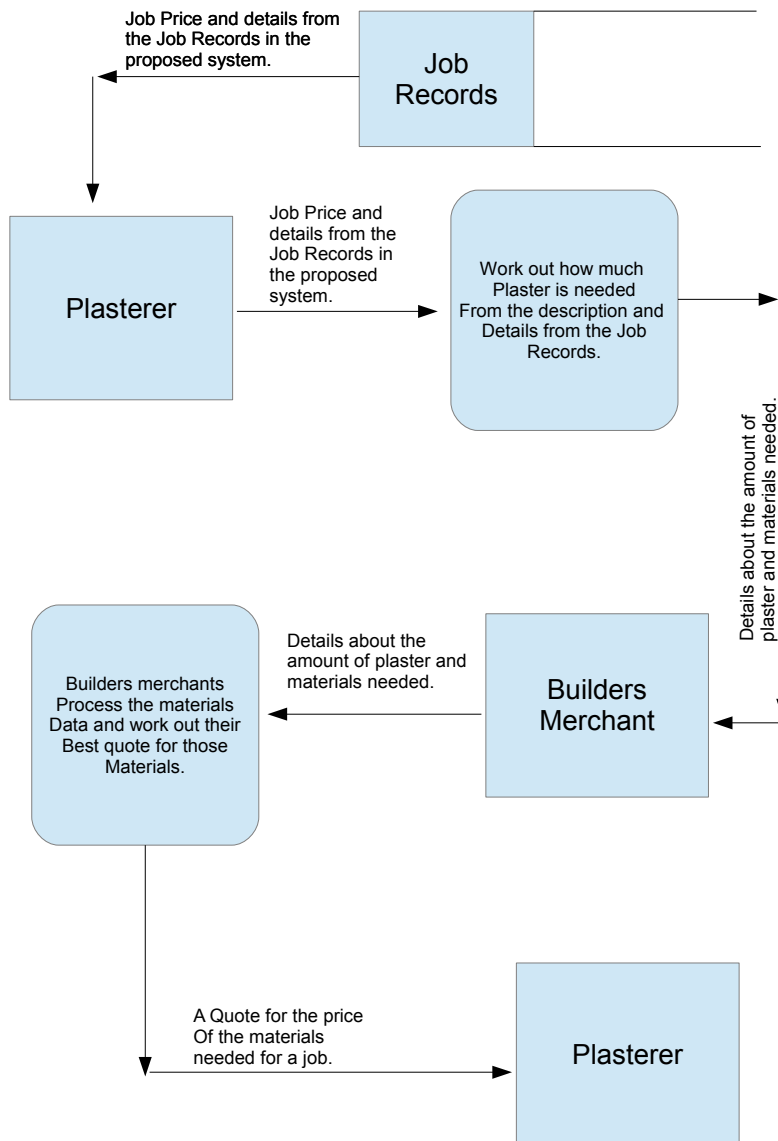 Job Price and details from
the Job Records in the
proposed system.
Job
Records
Plasterer
Job Price and
details from the
Job Records in
the proposed
system.
Work out how much
Plaster is needed
From the description and
Details from the Job
Records.
Details about the amount of
plaster and materials needed.
Builders
Merchant
Details about the
amount of plaster and
materials needed.
Builders merchants
Process the materials
Data and work out their
Best quote for those
Materials.
A Quote for the price
Of the materials
needed for a job.
Plasterer